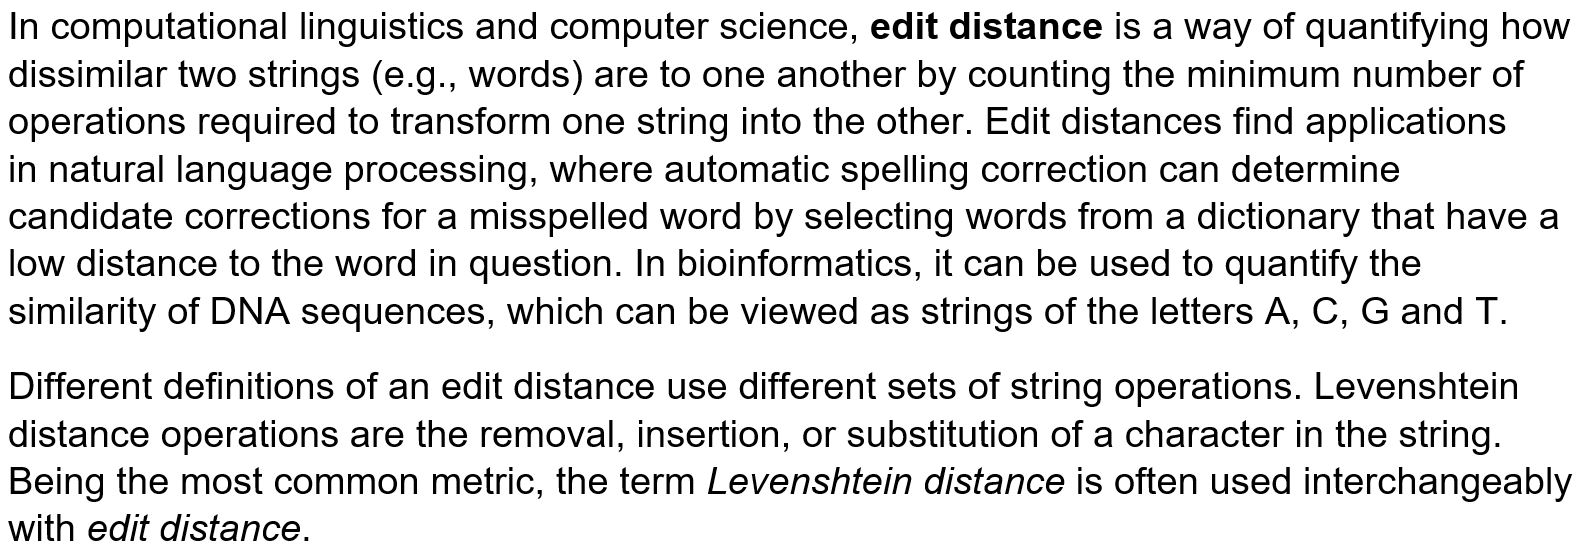 In computational linguistics and computer science, edit distance is a way of quantifying how
dissimilar two strings (e.g., words) are to one another by counting the minimum number of
operations required to transform one string into the other. Edit distances find applications
in natural language processing, where automatic spelling correction can determine
candidate corrections for a misspelled word by selecting words from a dictionary that have a
low distance to the word in question. In bioinformatics, it can be used to quantify the
similarity of DNA sequences, which can be viewed as strings of the letters A, C, G and T.
Different definitions of an edit distance use different sets of string operations. Levenshtein
distance operations are the removal, insertion, or substitution of a character in the string.
Being the most common metric, the term Levenshtein distance is often used interchangeably
with edit distance.